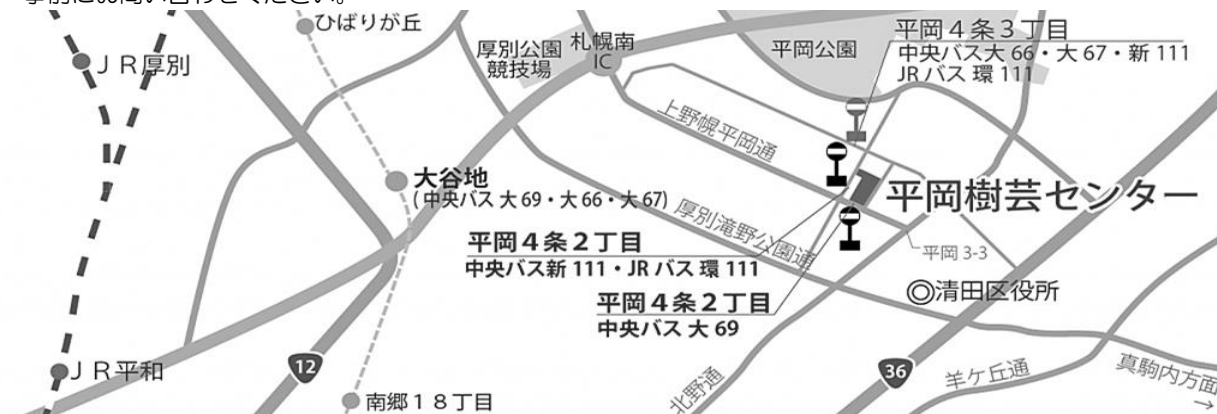 事前にお問い合わせください。
ひばりが丘
JR厚別
厚別公園
競技場
札幌南
IC
平岡公園
平岡4条3丁目
中央バス大66・大67・新111
JRバス 環111
上野幌平岡通
大谷地
(中央バス 大69・大66・大67)
厚別滝野公園通
平岡樹芸センター
平岡4条2丁目
中央バス新111・JRバス 環111
平岡3-3
平岡4条2丁目
中央バス 大69
清田区役所
JR平和
12
南郷18丁目
北野通
36
羊ケ丘通
真駒内方面
→